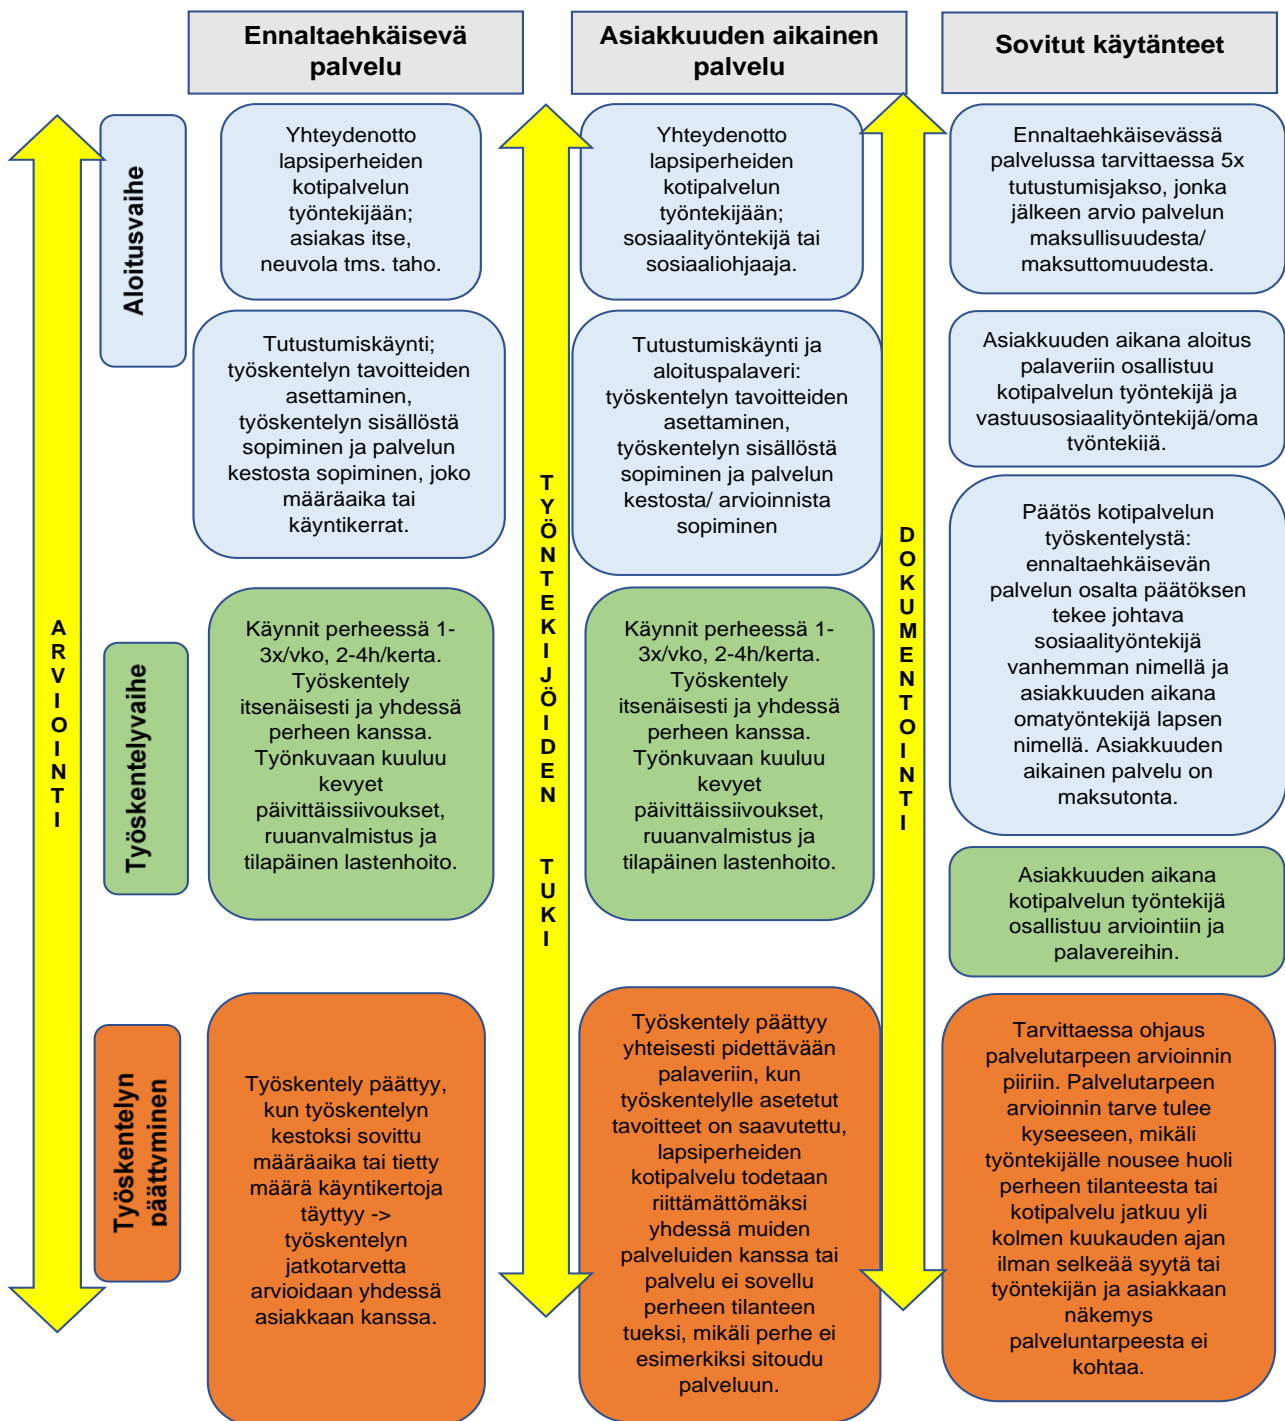 Ennaltaehkäisevä
palvelu
Asiakkuuden aikainen
palvelu
Sovitut käytänteet
ARVIOINTI
TYÖNTEKIJÖIDEN TUKI
DOKUMENTOINTI
Aloitusvaihe
Yhteydenotto
lapsiperheiden
kotipalvelun
työntekijään;
asiakas itse,
neuvola tms. taho.
Yhteydenotto
lapsiperheiden
kotipalvelun
työntekijään;
sosiaalityöntekijä tai
sosiaaliohjaaja.
Ennaltaehkäisevässä
palvelussa tarvittaessa 5x
tutustumisjakso, jonka
jälkeen arvio palvelun
maksullisuudesta/
maksuttomuudesta.
Tutustumiskäynti;
työskentelyn tavoitteiden
asettaminen,
työskentelyn sisällöstä
sopiminen ja palvelun
kestosta sopiminen, joko
määräaika tai
käyntikerrat.
Tutustumiskäynti ja
aloituspalaveri:
työskentelyn tavoitteiden
asettaminen,
työskentelyn sisällöstä
sopiminen ja palvelun
kestosta/ arvioinnista
sopiminen
Asiakkuuden aikana aloitus
palaveriin osallistuu
kotipalvelun työntekijä ja
vastuusosiaalityöntekijä/oma
työntekijä.
Päätös kotipalvelun
työskentelystä:
ennaltaehkäisevän
palvelun osalta päätöksen
tekee johtava
sosiaalityöntekijä
vanhemman nimellä ja
asiakkuuden aikana
omatyöntekijä lapsen
nimellä. Asiakkuuden
aikainen palvelu on
maksutonta.
Työskentelyvaihe
Käynnit perheessä 1-
3x/vko, 2-4h/kerta.
Työskentely
itsenäisesti ja yhdessä
perheen kanssa.
Työnkuvaan kuuluu
kevyet
päivittäissiivoukset,
ruuanvalmistus ja
tilapäinen lastenhoito.
Käynnit perheessä 1-
3x/vko, 2-4h/kerta.
Työskentely
itsenäisesti ja yhdessä
perheen kanssa.
Työnkuvaan kuuluu
kevyet
päivittäissiivoukset,
ruuanvalmistus ja
tilapäinen lastenhoito.
Asiakkuuden aikana
kotipalvelun työntekijä
osallistuu arviointiin ja
palavereihin.
Työskentelyn
päättyminen
Työskentely päättyy,
kun työskentelyn
kestoksi sovittu
määräaika tai tietty
määrä käyntikertoja
täyttyy ->
työskentelyn
jatkotarvetta
arvioidaan yhdessä
asiakkaan kanssa.
Työskentely päättyy
yhteisesti pidettävään
palaveriin, kun
työskentelylle asetetut
tavoitteet on saavutettu,
lapsiperheiden
kotipalvelu todetaan
riittämättömäksi
yhdessä muiden
palveluiden kanssa tai
palvelu ei sovellu
perheen tilanteen
tueksi, mikäli perhe ei
esimerkiksi sitoudu
palveluun.
Tarvittaessa ohjaus
palvelutarpeen arvioinnin
piiriin. Palvelutarpeen
arvioinnin tarve tulee
kyseeseen, mikäli
työntekijälle nousee huoli
perheen tilanteesta tai
kotipalvelu jatkuu yli
kolmen kuukauden ajan
ilman selkeää syytä tai
työntekijän ja asiakkaan
näkemys
palveluntarpeesta ei
kohtaa.